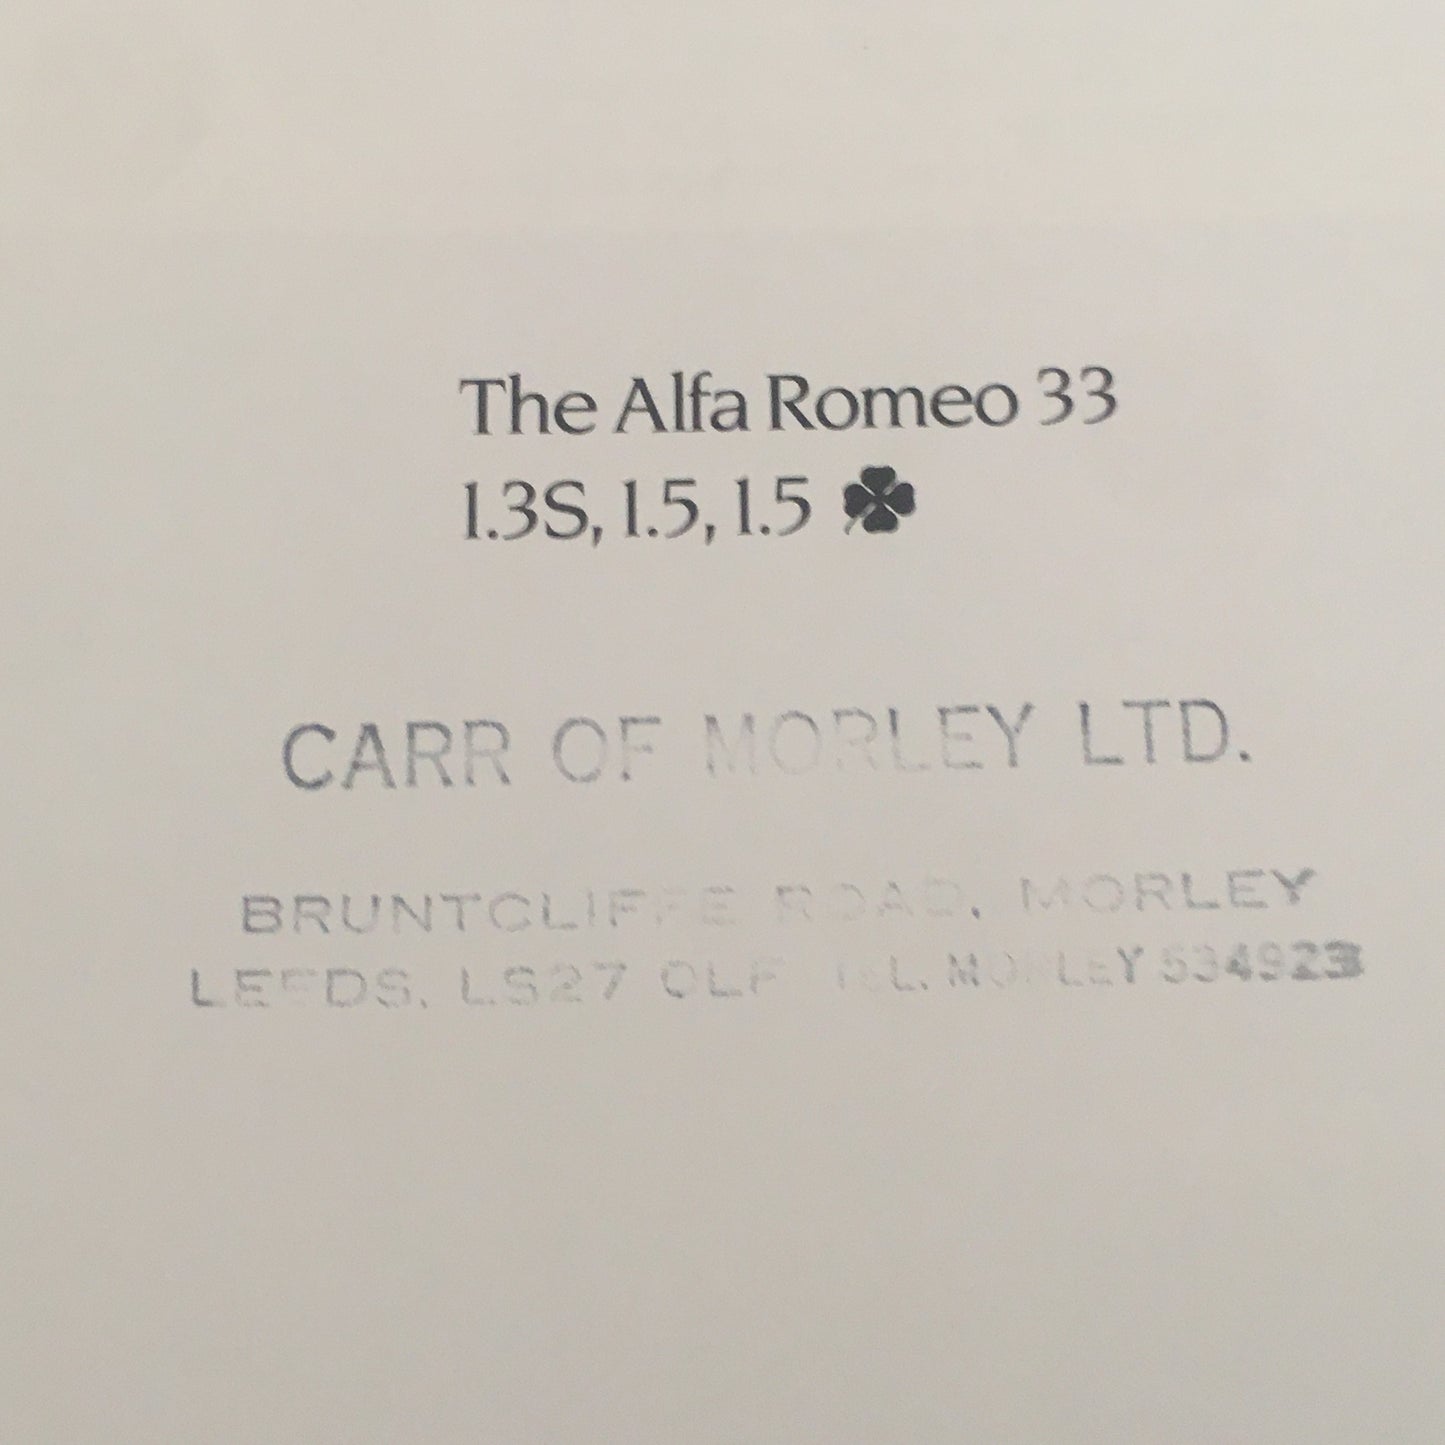 The Alfa Romeo 33
1.3S, 1.5, 1.5 🍀
CARR OF MORLEY LTD.
BRUNTCLIFFE ROAD, MORLEY
LEEDS, LS27 0LF TEL. MORLEY 534923